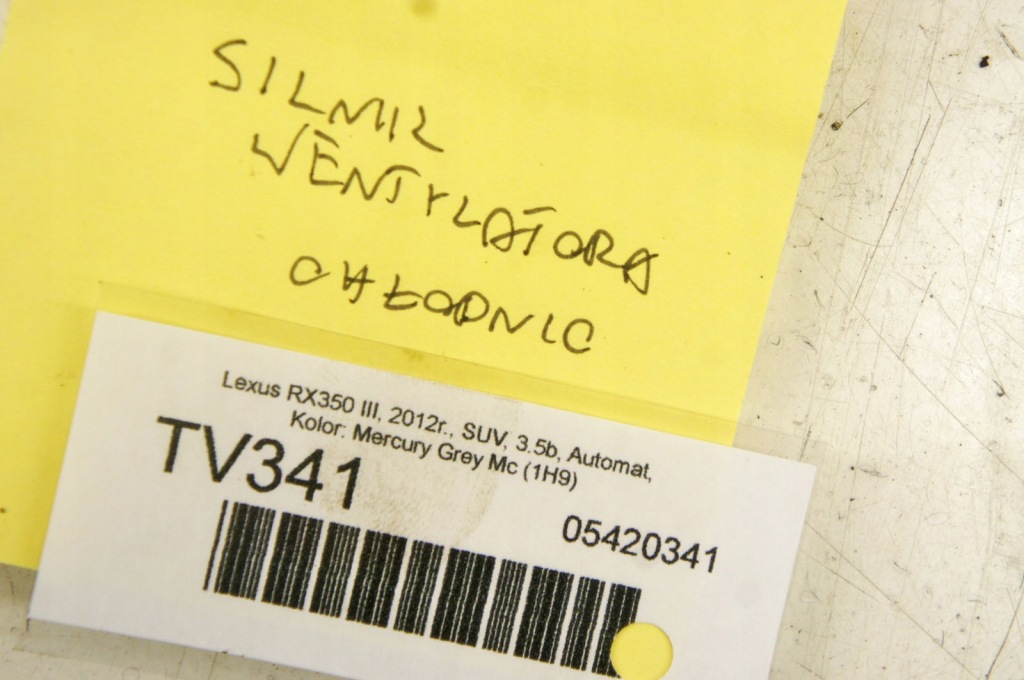 SILNIK
WENTYLATORA
CHŁODNIC
Lexus RX350 III, 2012r., SUV, 3.5b, Automat,
Kolor: Mercury Grey Mc (1H9)
TV341
05420341